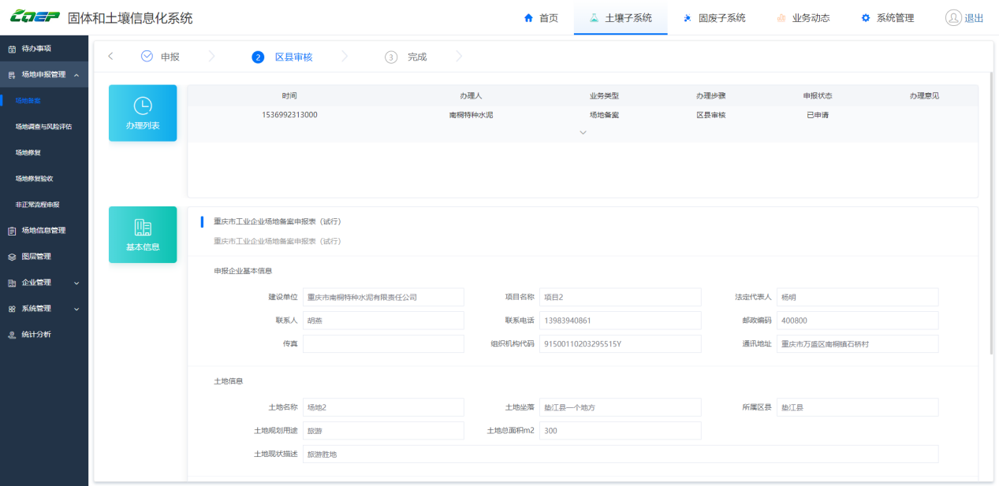 CQEP 固体和土壤信息化系统 首页 土壤子系统 固废子系统 业务动态 系统管理 退出
待办事项
场地申报管理
场地备案
场地调查与风险评估
场地修复
场地修复验收
非正常流程申报
场地信息管理
图层管理
企业管理
系统管理
统计分析
申报 2 区县审核 3 完成
办理列表
时间 办理人 业务类型 办理步骤 申报状态 办理意见
1536992313000 南桐特种水泥 场地备案 区县审核 已申请
基本信息
重庆市工业企业场地备案申报表（试行）
重庆市工业企业场地备案申报表（试行）
申报企业基本信息
建设单位 重庆市南桐特种水泥有限责任公司 项目名称 项目2 法定代表人 杨明
联系人 胡燕 联系电话 13983940861 邮政编码 400800
传真 组织机构代码 91500110203295515Y 通讯地址 重庆市万盛区南桐镇石桥村
土地信息
土地名称 场地2 土地坐落 垫江县一个地方 所属区县 垫江县
土地规划用途 旅游 土地总面积m2 300
土地现状描述 旅游胜地